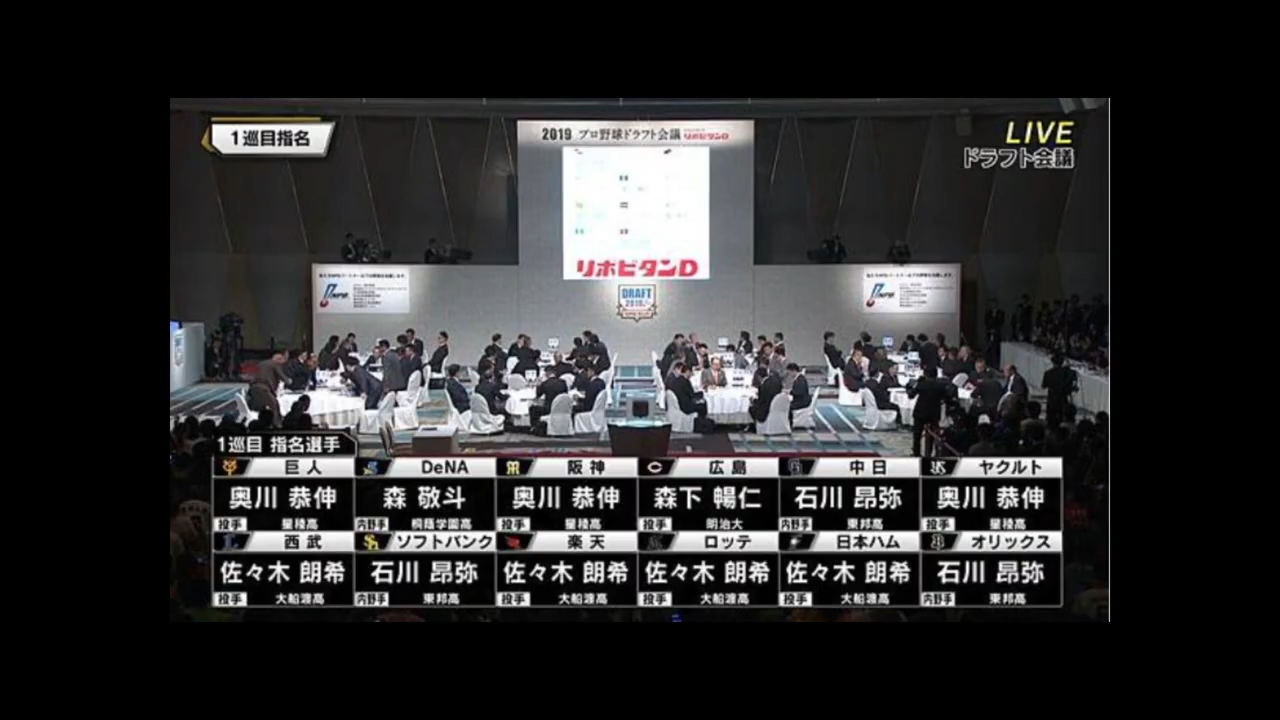 1巡目指名
2019 プロ野球ドラフト会議 リポビタンD
LIVE
ドラフト会議
リポビタンD
DRAFT
1巡目 指名選手
巨人 DeNA 阪神 広島 中日 ヤクルト
奥川 恭伸 森 敬斗 奥川 恭伸 森下 暢仁 石川 昂弥 奥川 恭伸
投手 星稜高 内野手 桐蔭学園高 投手 星稜高 投手 明治大 内野手 東邦高 投手 星稜高
西武 ソフトバンク 楽天 ロッテ 日本ハム オリックス
佐々木 朗希 石川 昂弥 佐々木 朗希 佐々木 朗希 佐々木 朗希 石川 昂弥
投手 大船渡高 内野手 東邦高 投手 大船渡高 投手 大船渡高 投手 大船渡高 内野手 東邦高